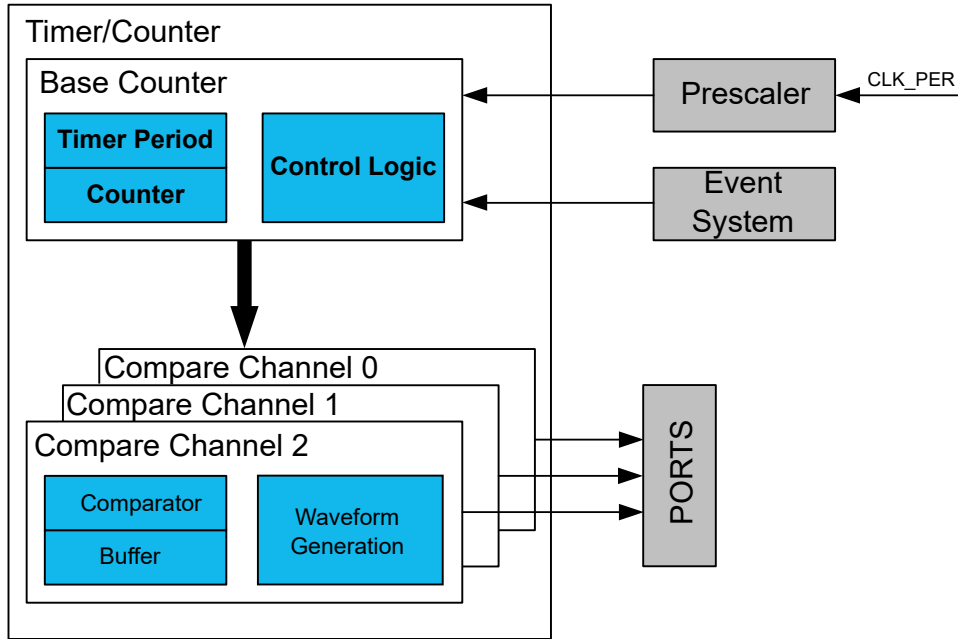 Timer/Counter
Base Counter
Timer Period
Counter
Control Logic
Prescaler
CLK_PER
Event
System
Compare Channel 0
Compare Channel 1
Compare Channel 2
Comparator
Buffer
Waveform
Generation
PORTS